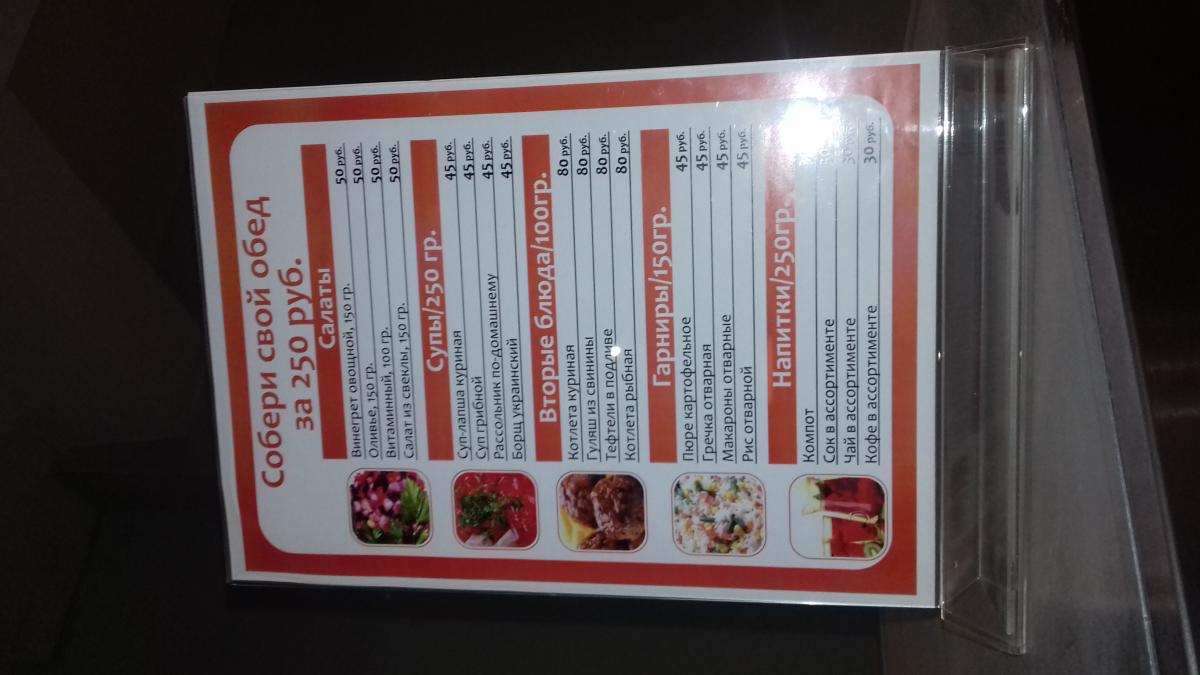 Собери свой обед
за 250 руб.
Салаты
Винегрет овощной, 150 гр. 50 руб.
Оливье, 150 гр. 50 руб.
Витаминный, 100 гр. 50 руб.
Салат из свеклы, 150 гр. 50 руб.
Супы/250 гр.
Суп-лапша куриная 45 руб.
Суп грибной 45 руб.
Рассольник по-домашнему 45 руб.
Борщ украинский 45 руб.
Вторые блюда/100гр.
Котлета куриная 80 руб.
Гуляш из свинины 80 руб.
Тефтели в подливе 80 руб.
Котлета рыбная 80 руб.
Гарниры/150гр.
Пюре картофельное 45 руб.
Гречка отварная 45 руб.
Макароны отварные 45 руб.
Рис отварной 45 руб.
Напитки/250гр.
Компот
Сок в ассортименте
Чай в ассортименте 30 руб.
Кофе в ассортименте 30 руб.